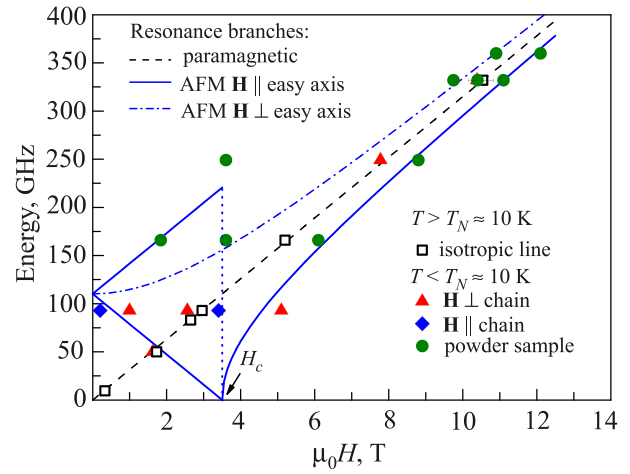 400
350
300
250
200
150
100
50
0
Energy, GHz
Resonance branches:
paramagnetic
AFM H || easy axis
AFM H ⊥ easy axis
T > T_N ≈ 10 K
isotropic line
T < T_N ≈ 10 K
H ⊥ chain
H || chain
powder sample
H_c
2 4 6 8 10 12 14
μ₀H, T